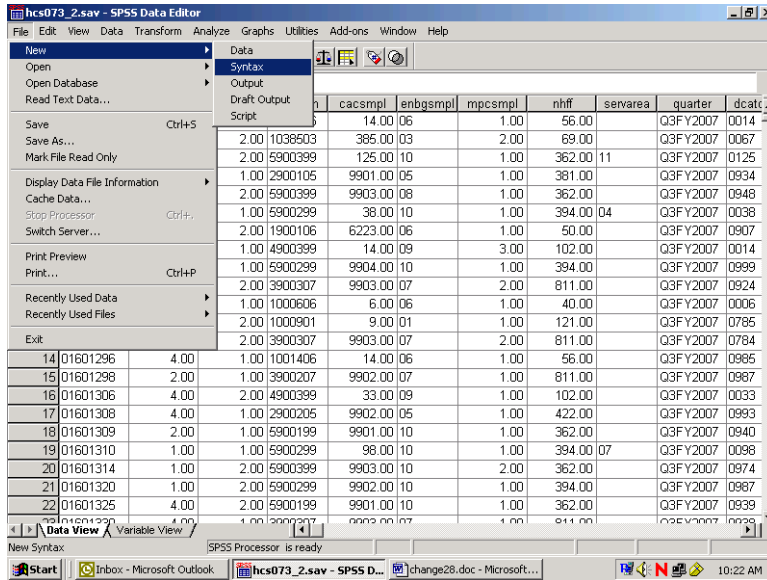 hcs073_2.sav - SPSS Data Editor
File Edit View Data Transform Analyze Graphs Utilities Add-ons Window Help
New
Open
Open Database
Read Text Data...
Save Ctrl+S
Save As...
Mark File Read Only
Display Data File Information
Cache Data...
Stop Processor Ctrl+.
Switch Server...
Print Preview
Print... Ctrl+P
Recently Used Data
Recently Used Files
Exit
Data
Syntax
Output
Draft Output
Script
cacsmpl enbgsmpl mpcsmpl nhff servarea quarter dcatc
14.00 06 1.00 56.00 Q3FY2007 0014
2.00 1038503 385.00 03 2.00 69.00 Q3FY2007 0067
2.00 5900399 125.00 10 1.00 362.00 11 Q3FY2007 0125
1.00 2900105 9901.00 05 1.00 381.00 Q3FY2007 0934
2.00 5900399 9903.00 08 1.00 362.00 Q3FY2007 0948
1.00 5900299 38.00 10 1.00 394.00 04 Q3FY2007 0038
2.00 1900106 6223.00 06 1.00 50.00 Q3FY2007 0907
1.00 4900399 14.00 09 3.00 102.00 Q3FY2007 0014
1.00 5900299 9904.00 10 1.00 394.00 Q3FY2007 0999
2.00 3900307 9903.00 07 2.00 811.00 Q3FY2007 0924
1.00 1000606 6.00 06 1.00 40.00 Q3FY2007 0006
2.00 1000901 9.00 01 1.00 121.00 Q3FY2007 0785
2.00 3900307 9903.00 07 2.00 811.00 Q3FY2007 0784
14 01601296 4.00 1.00 1001406 14.00 06 1.00 56.00 Q3FY2007 0985
15 01601298 2.00 1.00 3900207 9902.00 07 1.00 811.00 Q3FY2007 0987
16 01601306 4.00 2.00 4900399 33.00 09 1.00 102.00 Q3FY2007 0033
17 01601308 4.00 1.00 2900205 9902.00 05 1.00 422.00 Q3FY2007 0993
18 01601309 2.00 1.00 5900199 9901.00 10 1.00 362.00 Q3FY2007 0940
19 01601310 1.00 1.00 5900299 98.00 10 1.00 394.00 07 Q3FY2007 0098
20 01601314 1.00 2.00 5900399 9903.00 10 2.00 362.00 Q3FY2007 0974
21 01601320 1.00 2.00 5900299 9902.00 10 1.00 394.00 Q3FY2007 0987
22 01601325 4.00 2.00 5900199 9901.00 10 1.00 362.00 Q3FY2007 0939
Data View Variable View
New Syntax SPSS Processor is ready
Start Inbox - Microsoft Outlook hcs073_2.sav - SPSS D... change28.doc - Microsoft... 10:22 AM